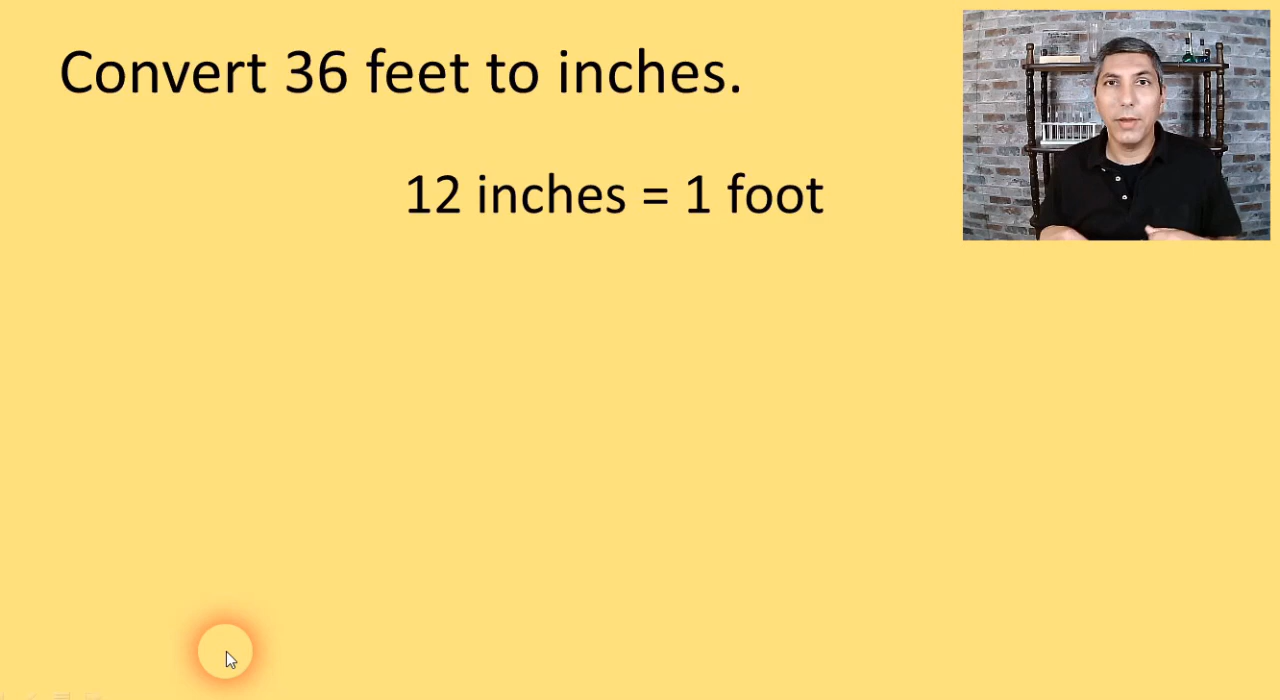 Convert 36 feet to inches.
12 inches = 1 foot